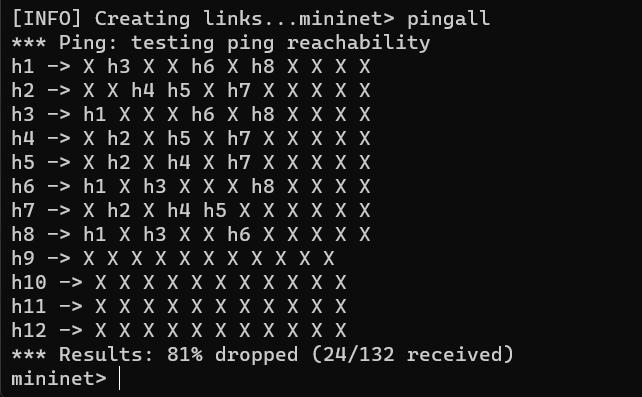 [INFO] Creating links...mininet> pingall
*** Ping: testing ping reachability
h1 -> X h3 X X h6 X h8 X X X X
h2 -> X X h4 h5 X h7 X X X X X
h3 -> h1 X X X h6 X h8 X X X X
h4 -> X h2 X h5 X h7 X X X X X
h5 -> X h2 X h4 X h7 X X X X X
h6 -> h1 X h3 X X X h8 X X X X
h7 -> X h2 X h4 h5 X X X X X X
h8 -> h1 X h3 X X h6 X X X X X
h9 -> X X X X X X X X X X X
h10 -> X X X X X X X X X X X
h11 -> X X X X X X X X X X X
h12 -> X X X X X X X X X X X
*** Results: 81% dropped (24/132 received)
mininet>